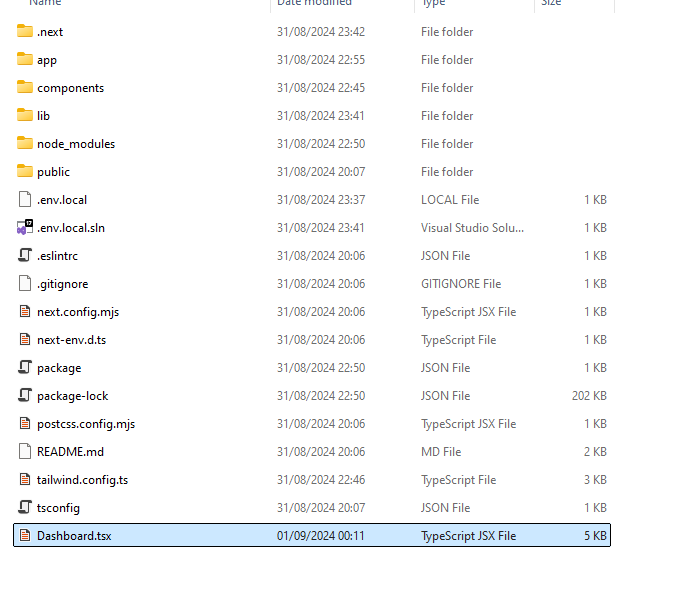 Name Date modified Type Size
.next 31/08/2024 23:42 File folder
app 31/08/2024 22:55 File folder
components 31/08/2024 22:45 File folder
lib 31/08/2024 23:41 File folder
node_modules 31/08/2024 22:50 File folder
public 31/08/2024 20:07 File folder
.env.local 31/08/2024 23:37 LOCAL File 1 KB
.env.local.sln 31/08/2024 23:41 Visual Studio Solu... 1 KB
.eslintrc 31/08/2024 20:06 JSON File 1 KB
.gitignore 31/08/2024 20:06 GITIGNORE File 1 KB
next.config.mjs 31/08/2024 20:06 TypeScript JSX File 1 KB
next-env.d.ts 31/08/2024 20:06 TypeScript File 1 KB
package 31/08/2024 22:50 JSON File 1 KB
package-lock 31/08/2024 22:50 JSON File 202 KB
postcss.config.mjs 31/08/2024 20:06 TypeScript JSX File 1 KB
README.md 31/08/2024 20:06 MD File 2 KB
tailwind.config.ts 31/08/2024 22:46 TypeScript File 3 KB
tsconfig 31/08/2024 20:07 JSON File 1 KB
Dashboard.tsx 01/09/2024 00:11 TypeScript JSX File 5 KB